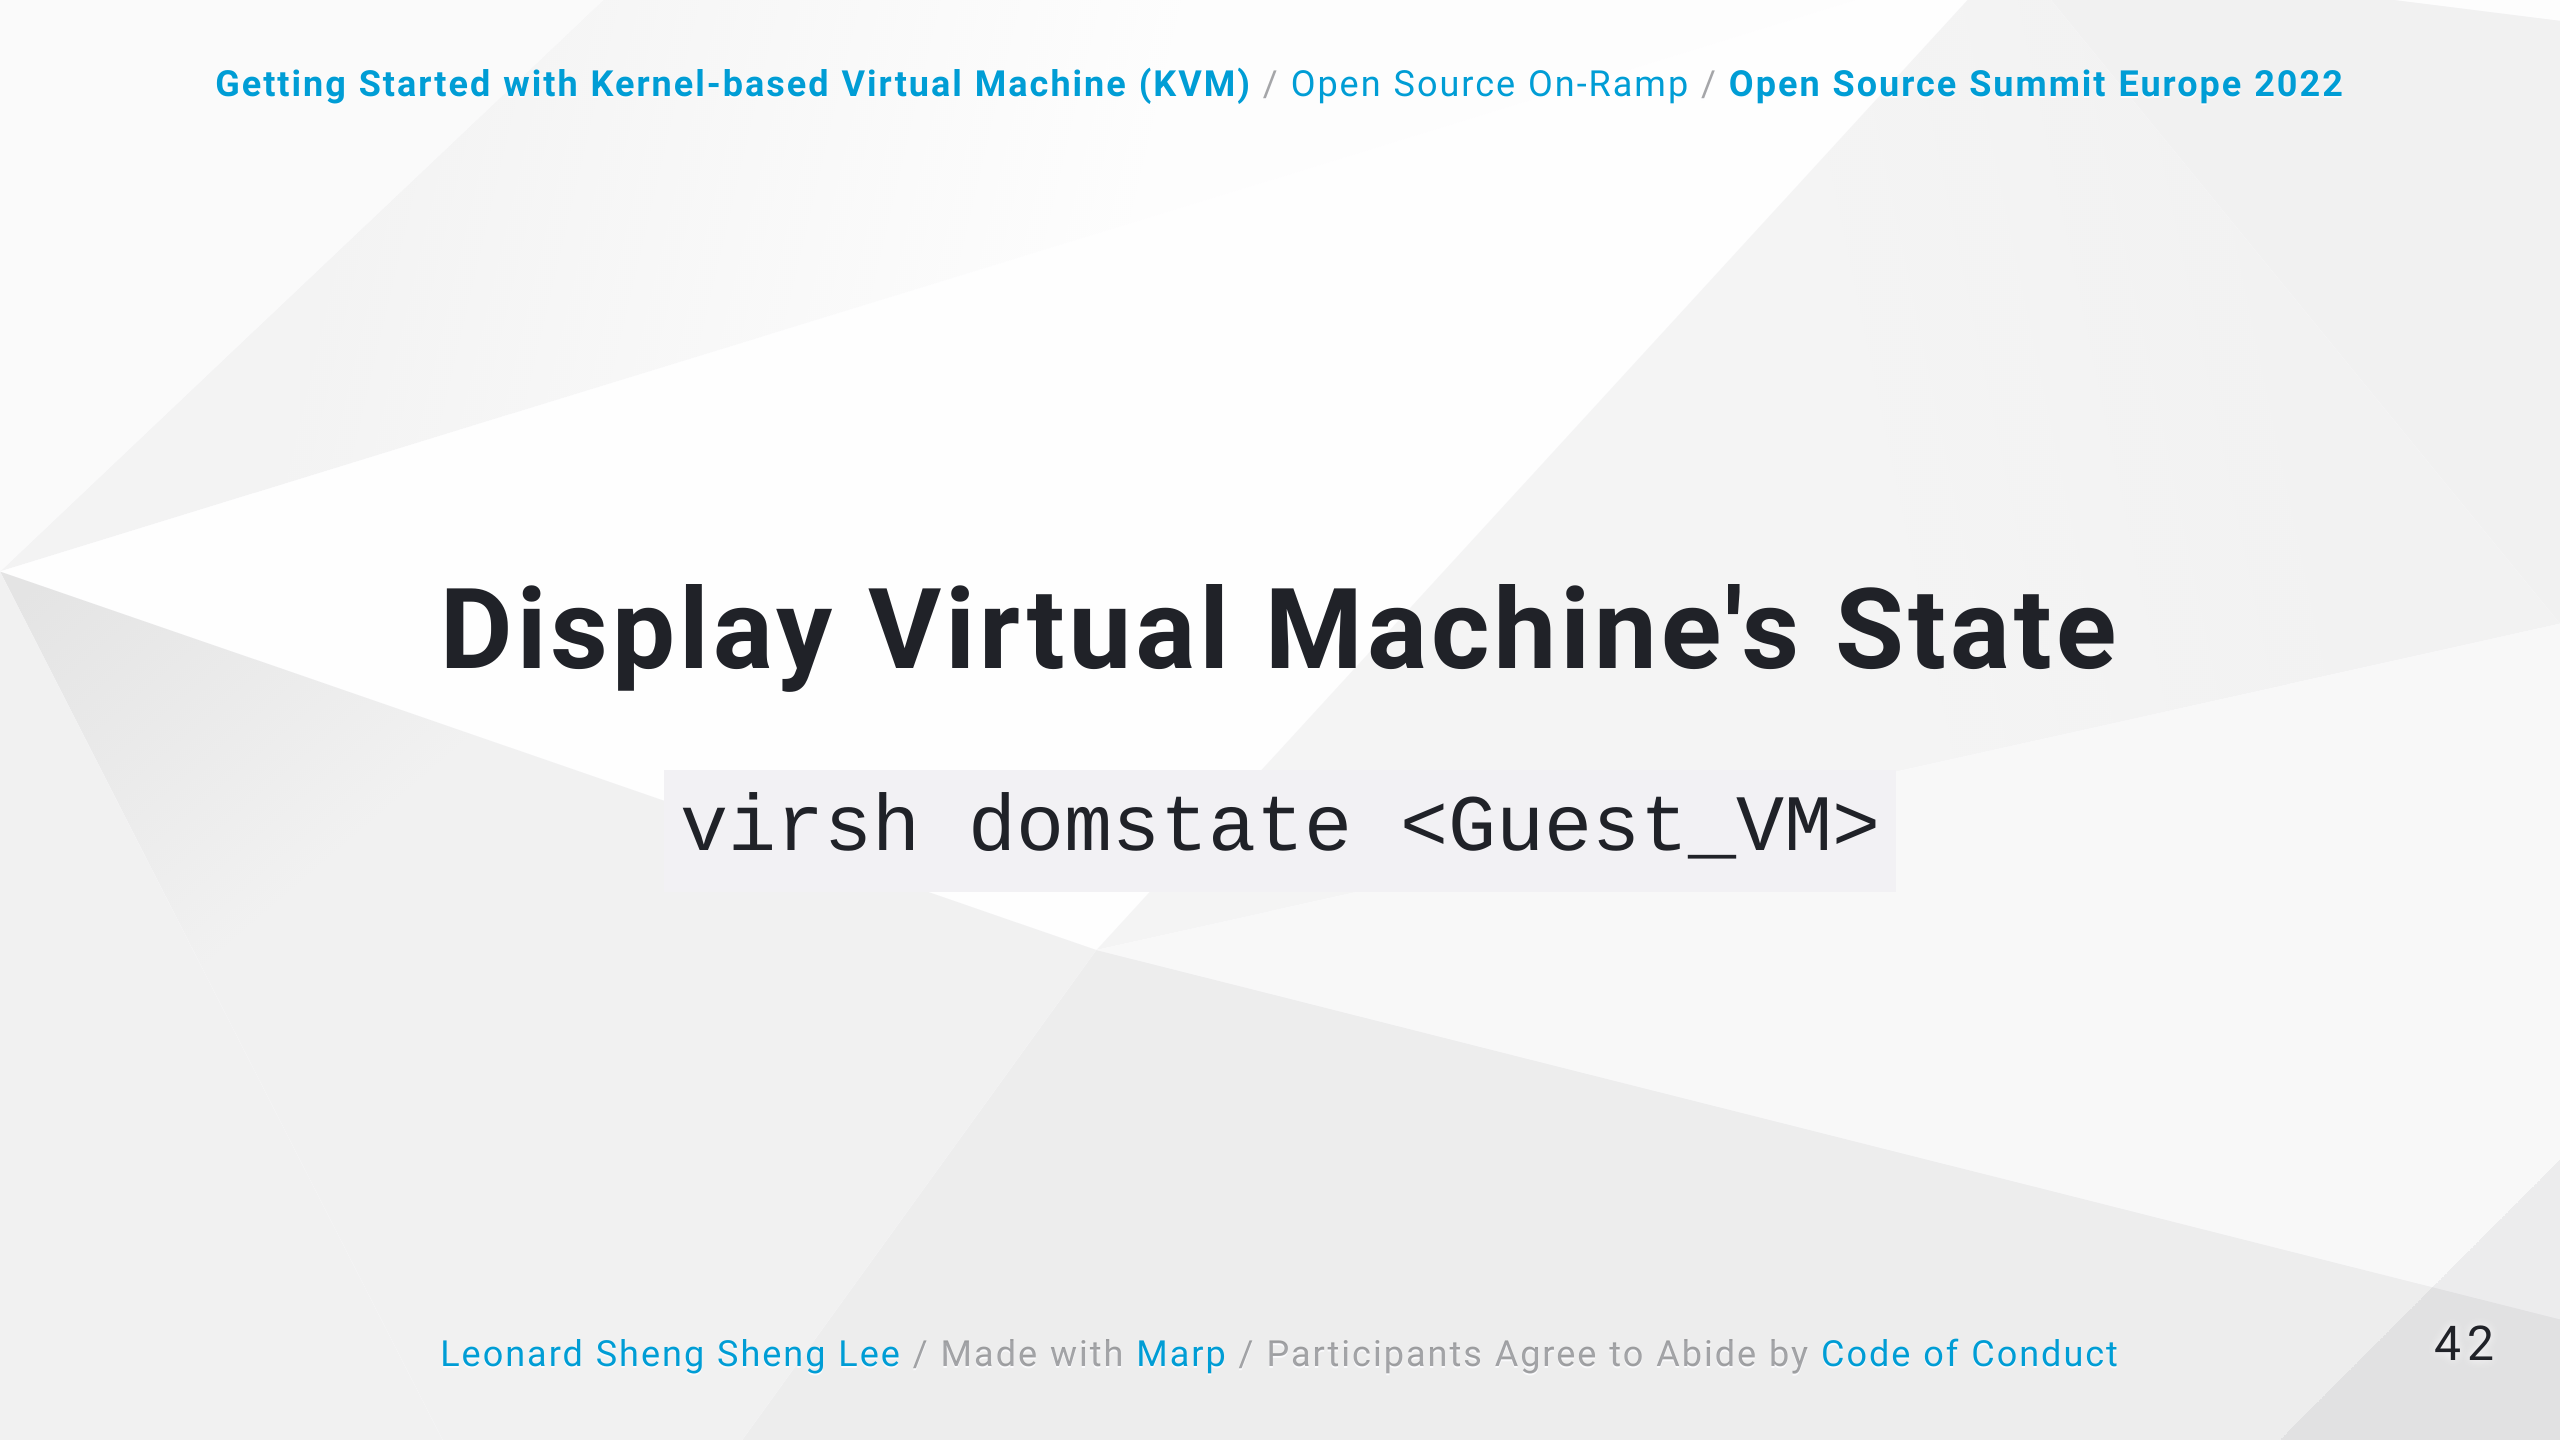 Getting Started with Kernel-based Virtual Machine (KVM) / Open Source On-Ramp / Open Source Summit Europe 2022
Display Virtual Machine's State
virsh domstate <Guest_VM>
Leonard Sheng Sheng Lee / Made with Marp / Participants Agree to Abide by Code of Conduct
42